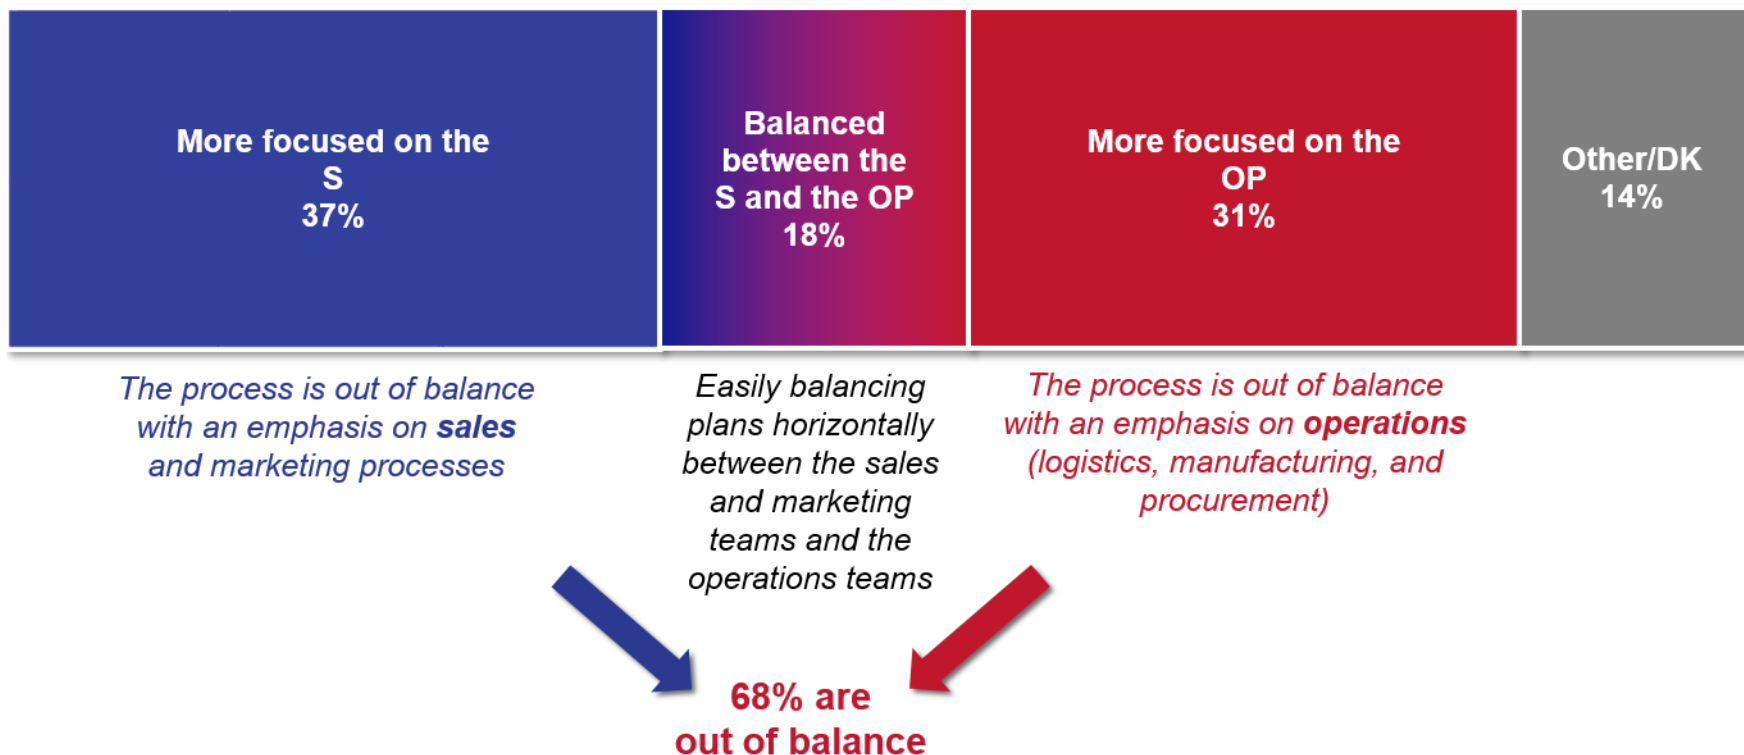 More focused on the
S
37%
Balanced
between the
S and the OP
18%
More focused on the
OP
31%
Other/DK
14%
The process is out of balance
with an emphasis on sales
and marketing processes
Easily balancing
plans horizontally
between the sales
and marketing
teams and the
operations teams
The process is out of balance
with an emphasis on operations
(logistics, manufacturing, and
procurement)
68% are
out of balance